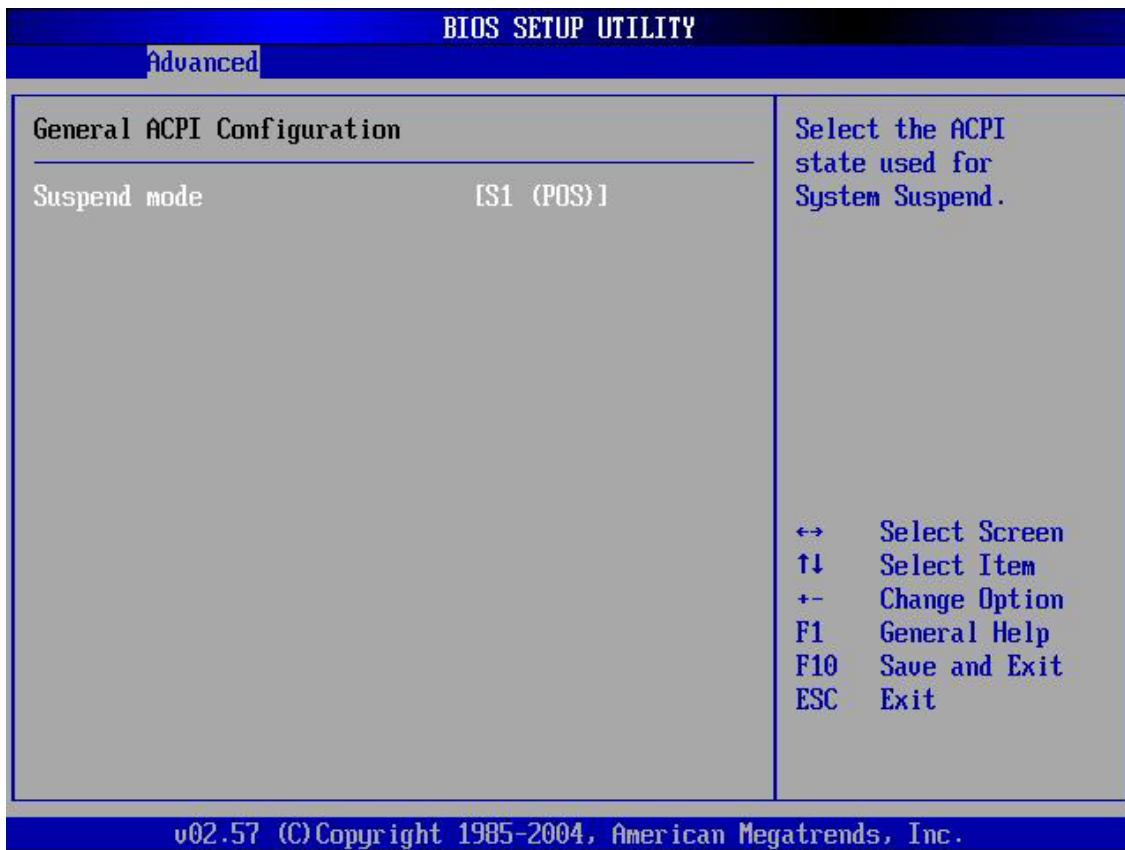 BIOS SETUP UTILITY
Advanced
General ACPI Configuration
Suspend mode [S1 (POS)]
Select the ACPI
state used for
System Suspend.
↔ Select Screen
↑↓ Select Item
+- Change Option
F1 General Help
F10 Save and Exit
ESC Exit
v02.57 (C)Copyright 1985-2004, American Megatrends, Inc.